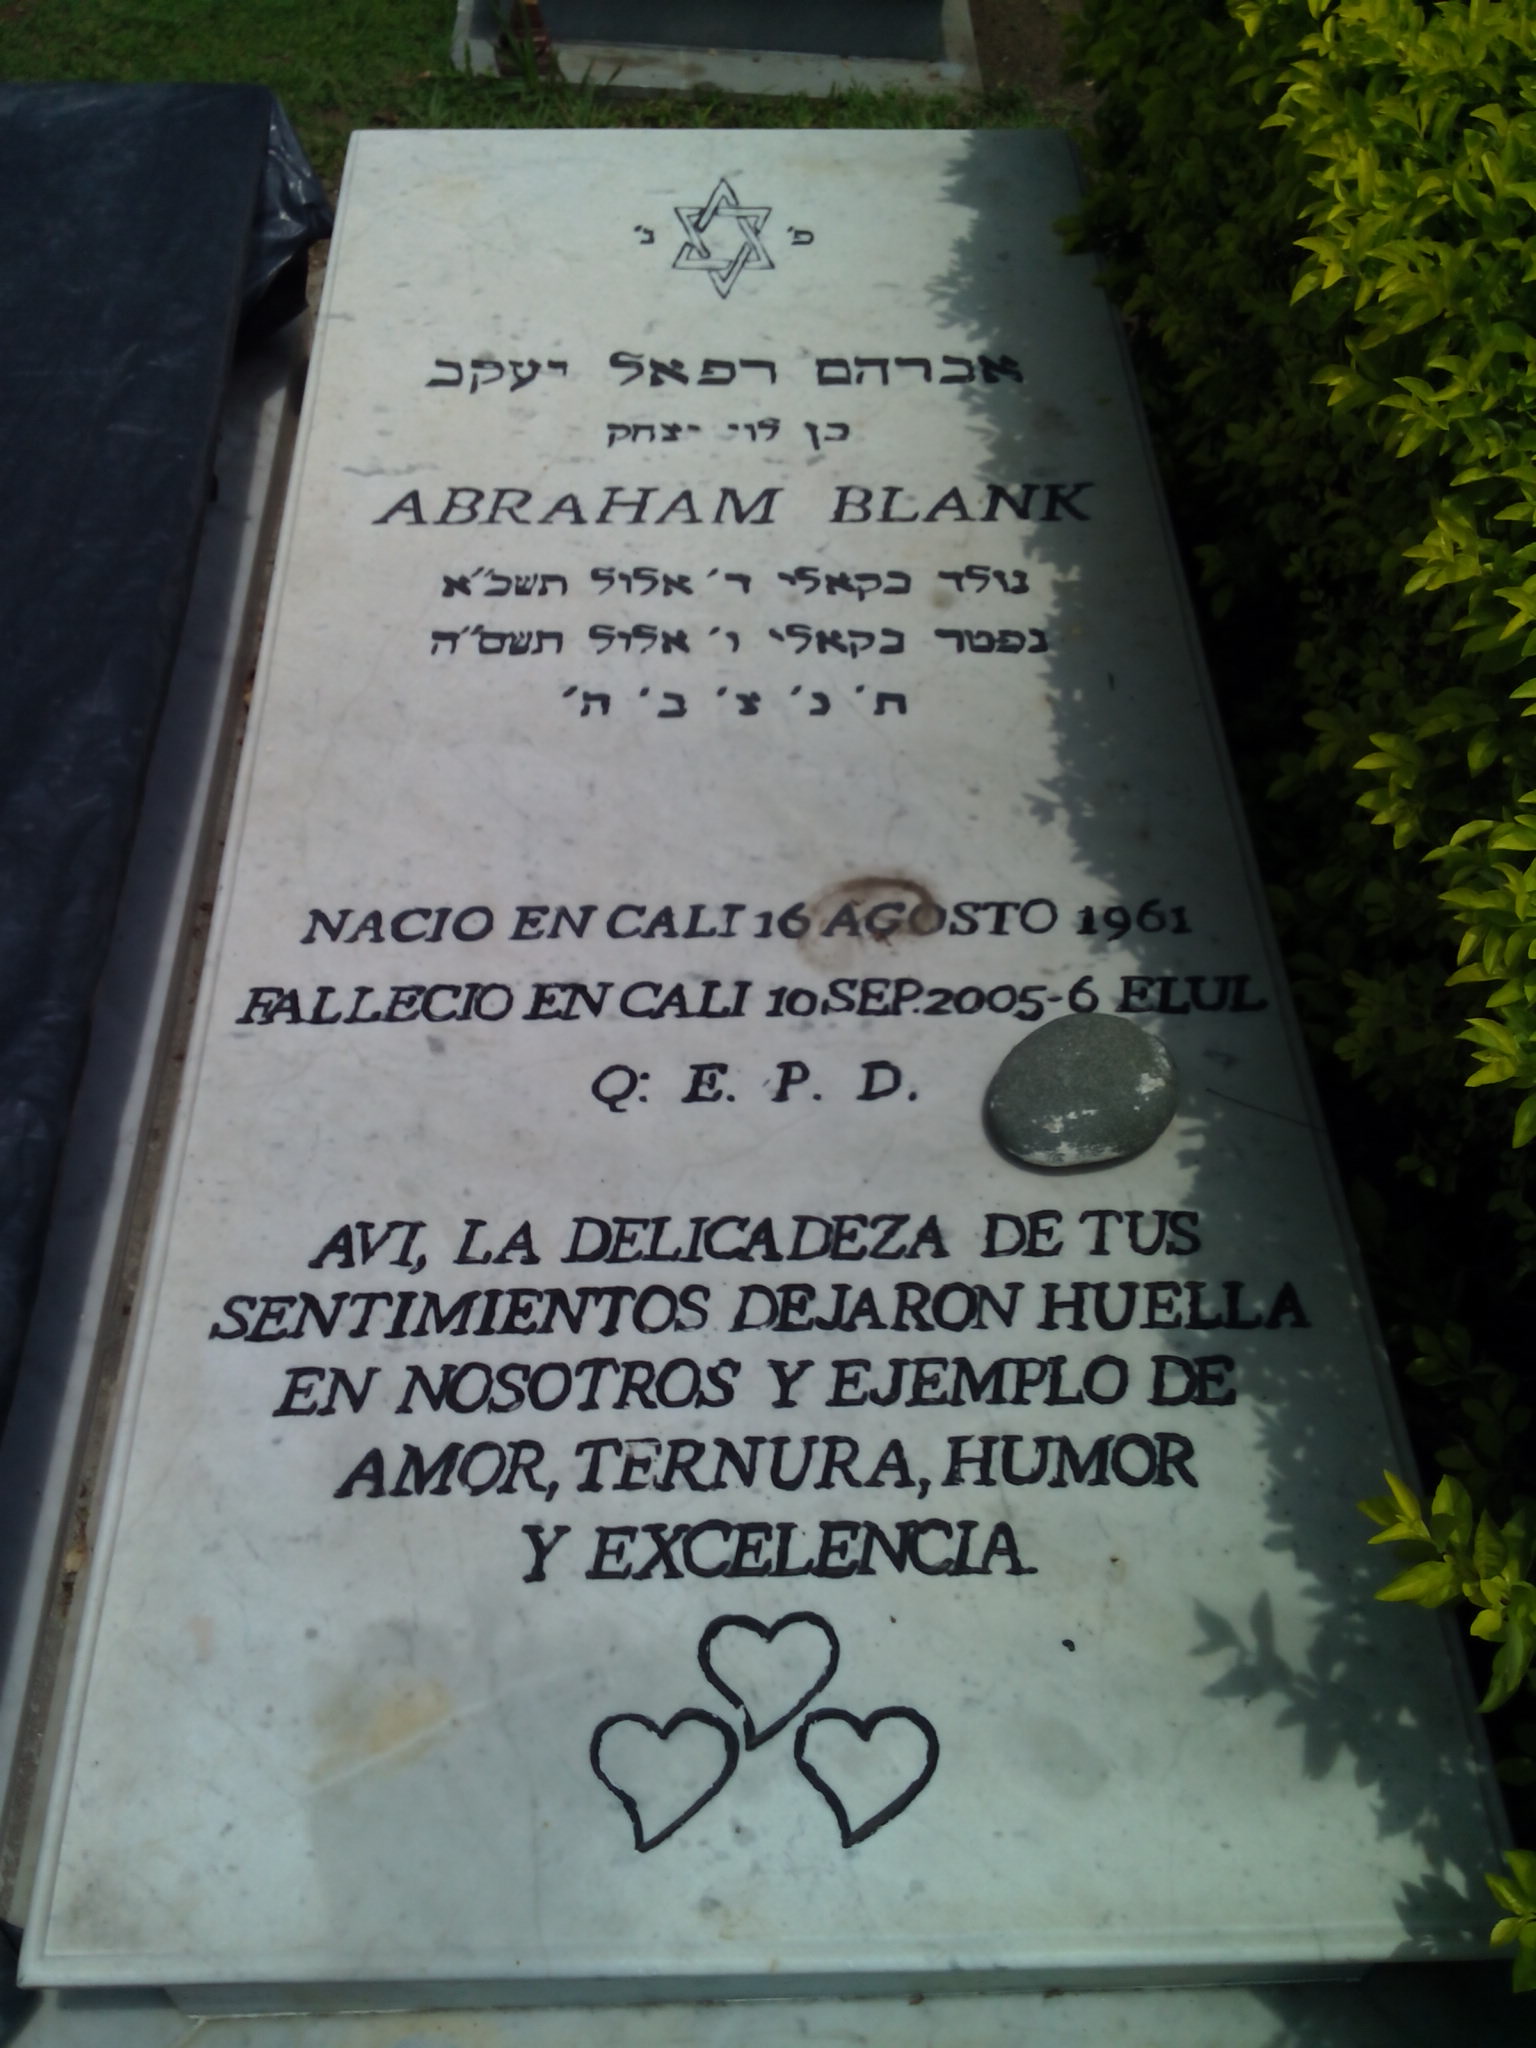 פ' נ'
אברהם רפאל יעקב
בן לוי יצחק
ABRAHAM BLANK
נולד בקאלי ד' אלול תשכ"א
נפטר בקאלי ו' אלול תשס"ה
ת' נ' צ' ב' ה'
NACIO EN CALI 16 AGOSTO 1961
FALLECIO EN CALI 10 SEP. 2005-6 ELUL
Q: E. P. D.
AVI, LA DELICADEZA DE TUS
SENTIMIENTOS DEJARON HUELLA
EN NOSOTROS Y EJEMPLO DE
AMOR, TERNURA, HUMOR
Y EXCELENCIA.